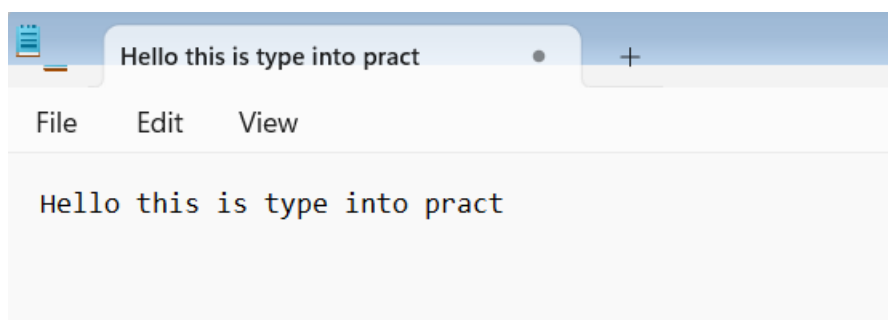 Hello this is type into pract
File Edit View
Hello this is type into pract